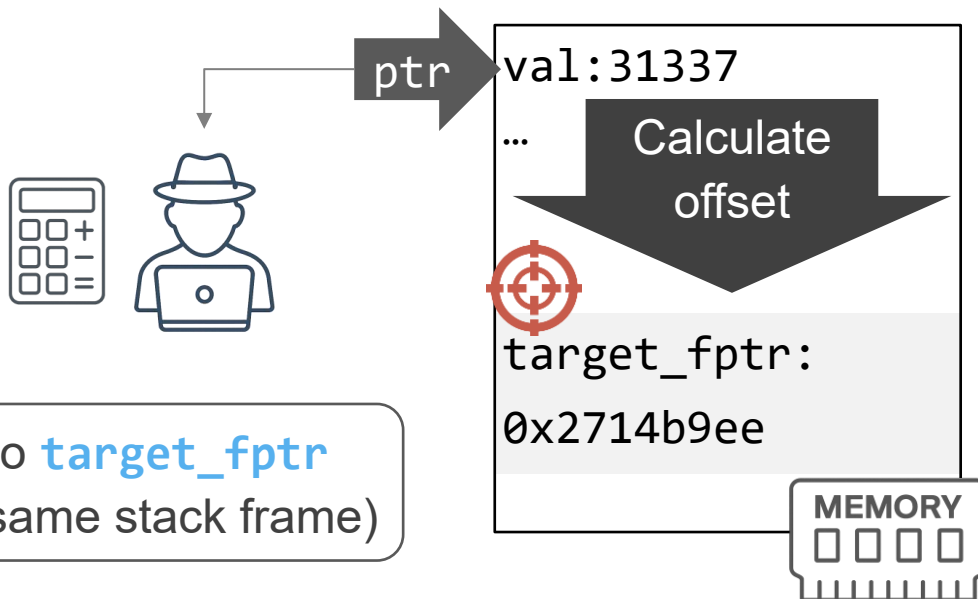 ptr
val:31337
…
Calculate
offset
target_fptr:
0x2714b9ee
o target_fptr
same stack frame)
MEMORY